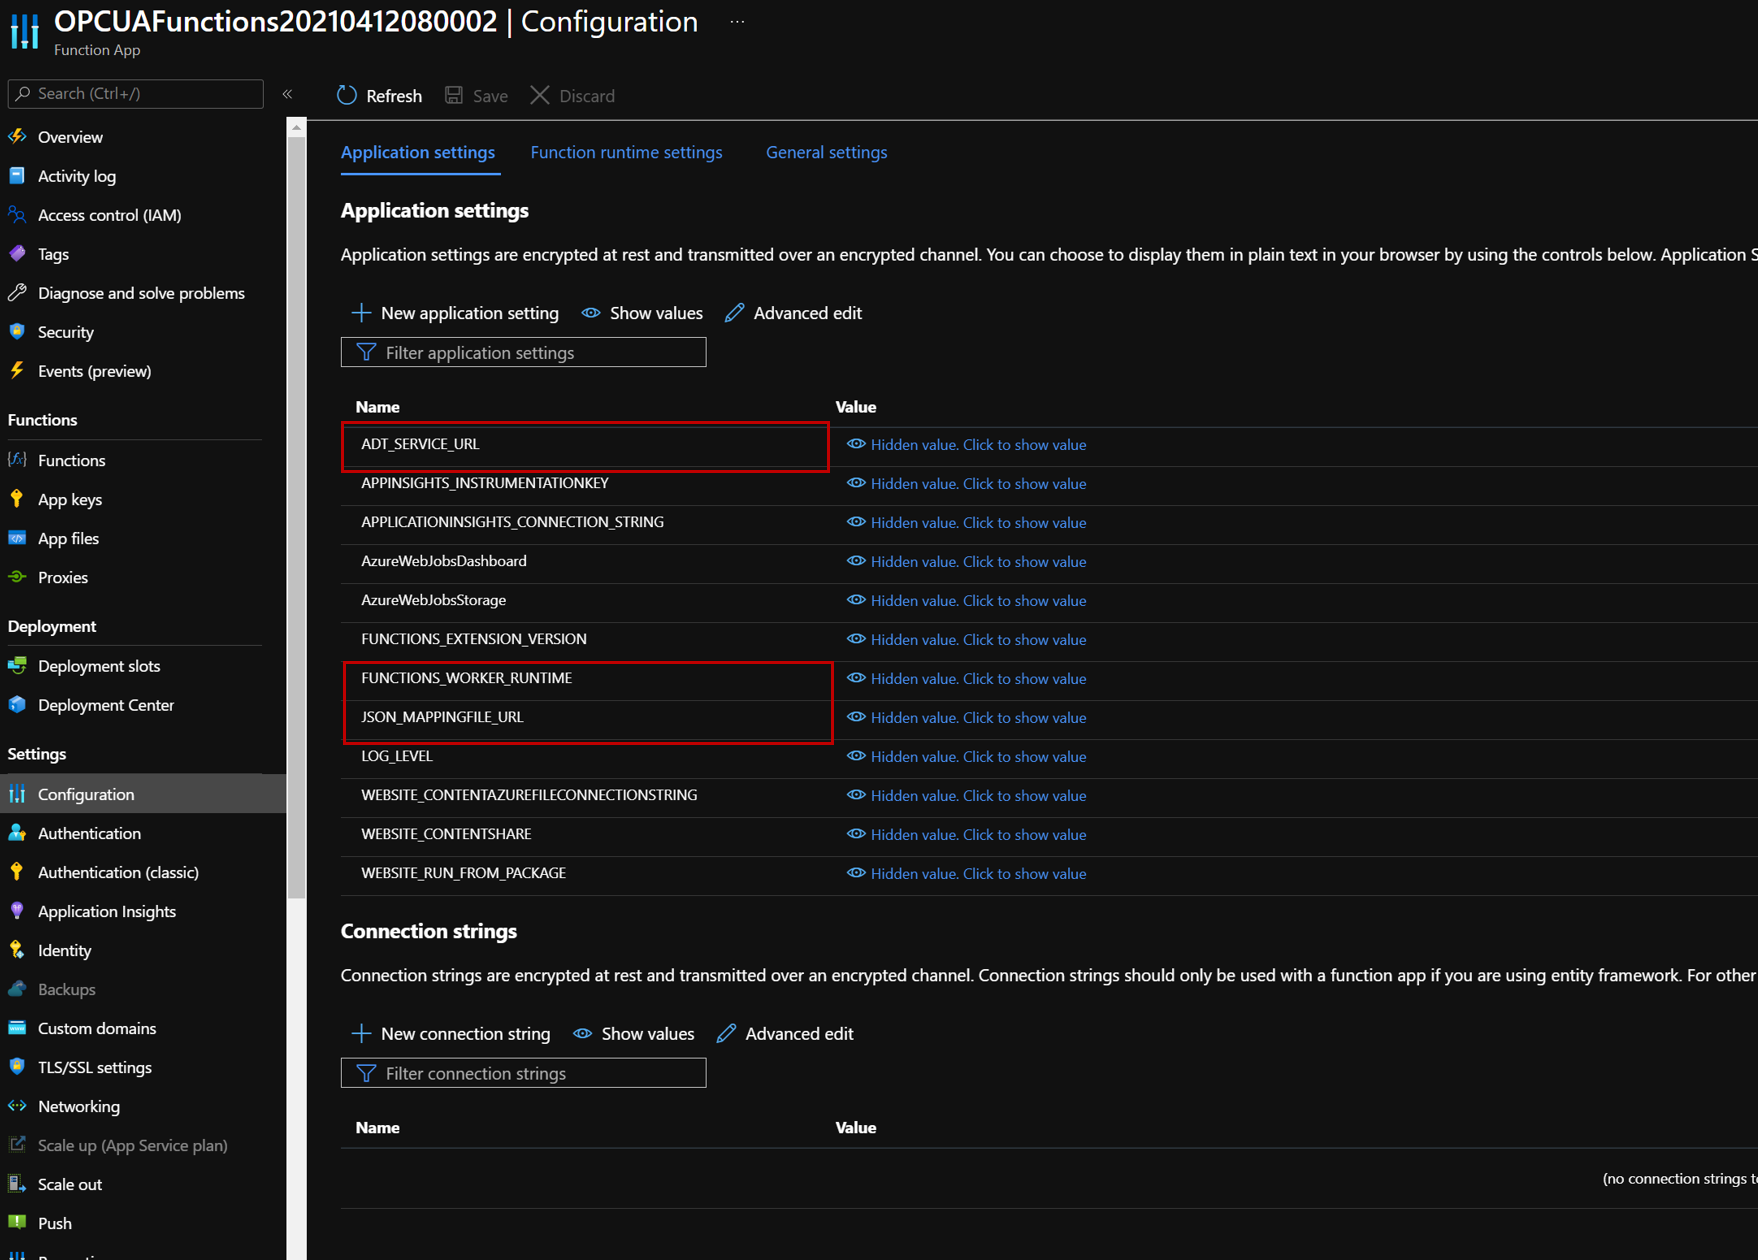 OPCUAFunctions20210412080002 | Configuration ...
Function App
Search (Ctrl+/)
«
Overview
Activity log
Access control (IAM)
Tags
Diagnose and solve problems
Security
Events (preview)
Functions
Functions
App keys
App files
Proxies
Deployment
Deployment slots
Deployment Center
Settings
Configuration
Authentication
Authentication (classic)
Application Insights
Identity
Backups
Custom domains
TLS/SSL settings
Networking
Scale up (App Service plan)
Scale out
Push
Refresh Save Discard
Application settings Function runtime settings General settings
Application settings
Application settings are encrypted at rest and transmitted over an encrypted channel. You can choose to display them in plain text in your browser by using the controls below. Application S
New application setting Show values Advanced edit
Filter application settings
Name Value
ADT_SERVICE_URL Hidden value. Click to show value
APPINSIGHTS_INSTRUMENTATIONKEY Hidden value. Click to show value
APPLICATIONINSIGHTS_CONNECTION_STRING Hidden value. Click to show value
AzureWebJobsDashboard Hidden value. Click to show value
AzureWebJobsStorage Hidden value. Click to show value
FUNCTIONS_EXTENSION_VERSION Hidden value. Click to show value
FUNCTIONS_WORKER_RUNTIME Hidden value. Click to show value
JSON_MAPPINGFILE_URL Hidden value. Click to show value
LOG_LEVEL Hidden value. Click to show value
WEBSITE_CONTENTAZUREFILECONNECTIONSTRING Hidden value. Click to show value
WEBSITE_CONTENTSHARE Hidden value. Click to show value
WEBSITE_RUN_FROM_PACKAGE Hidden value. Click to show value
Connection strings
Connection strings are encrypted at rest and transmitted over an encrypted channel. Connection strings should only be used with a function app if you are using entity framework. For other
New connection string Show values Advanced edit
Filter connection strings
Name Value
(no connection strings to